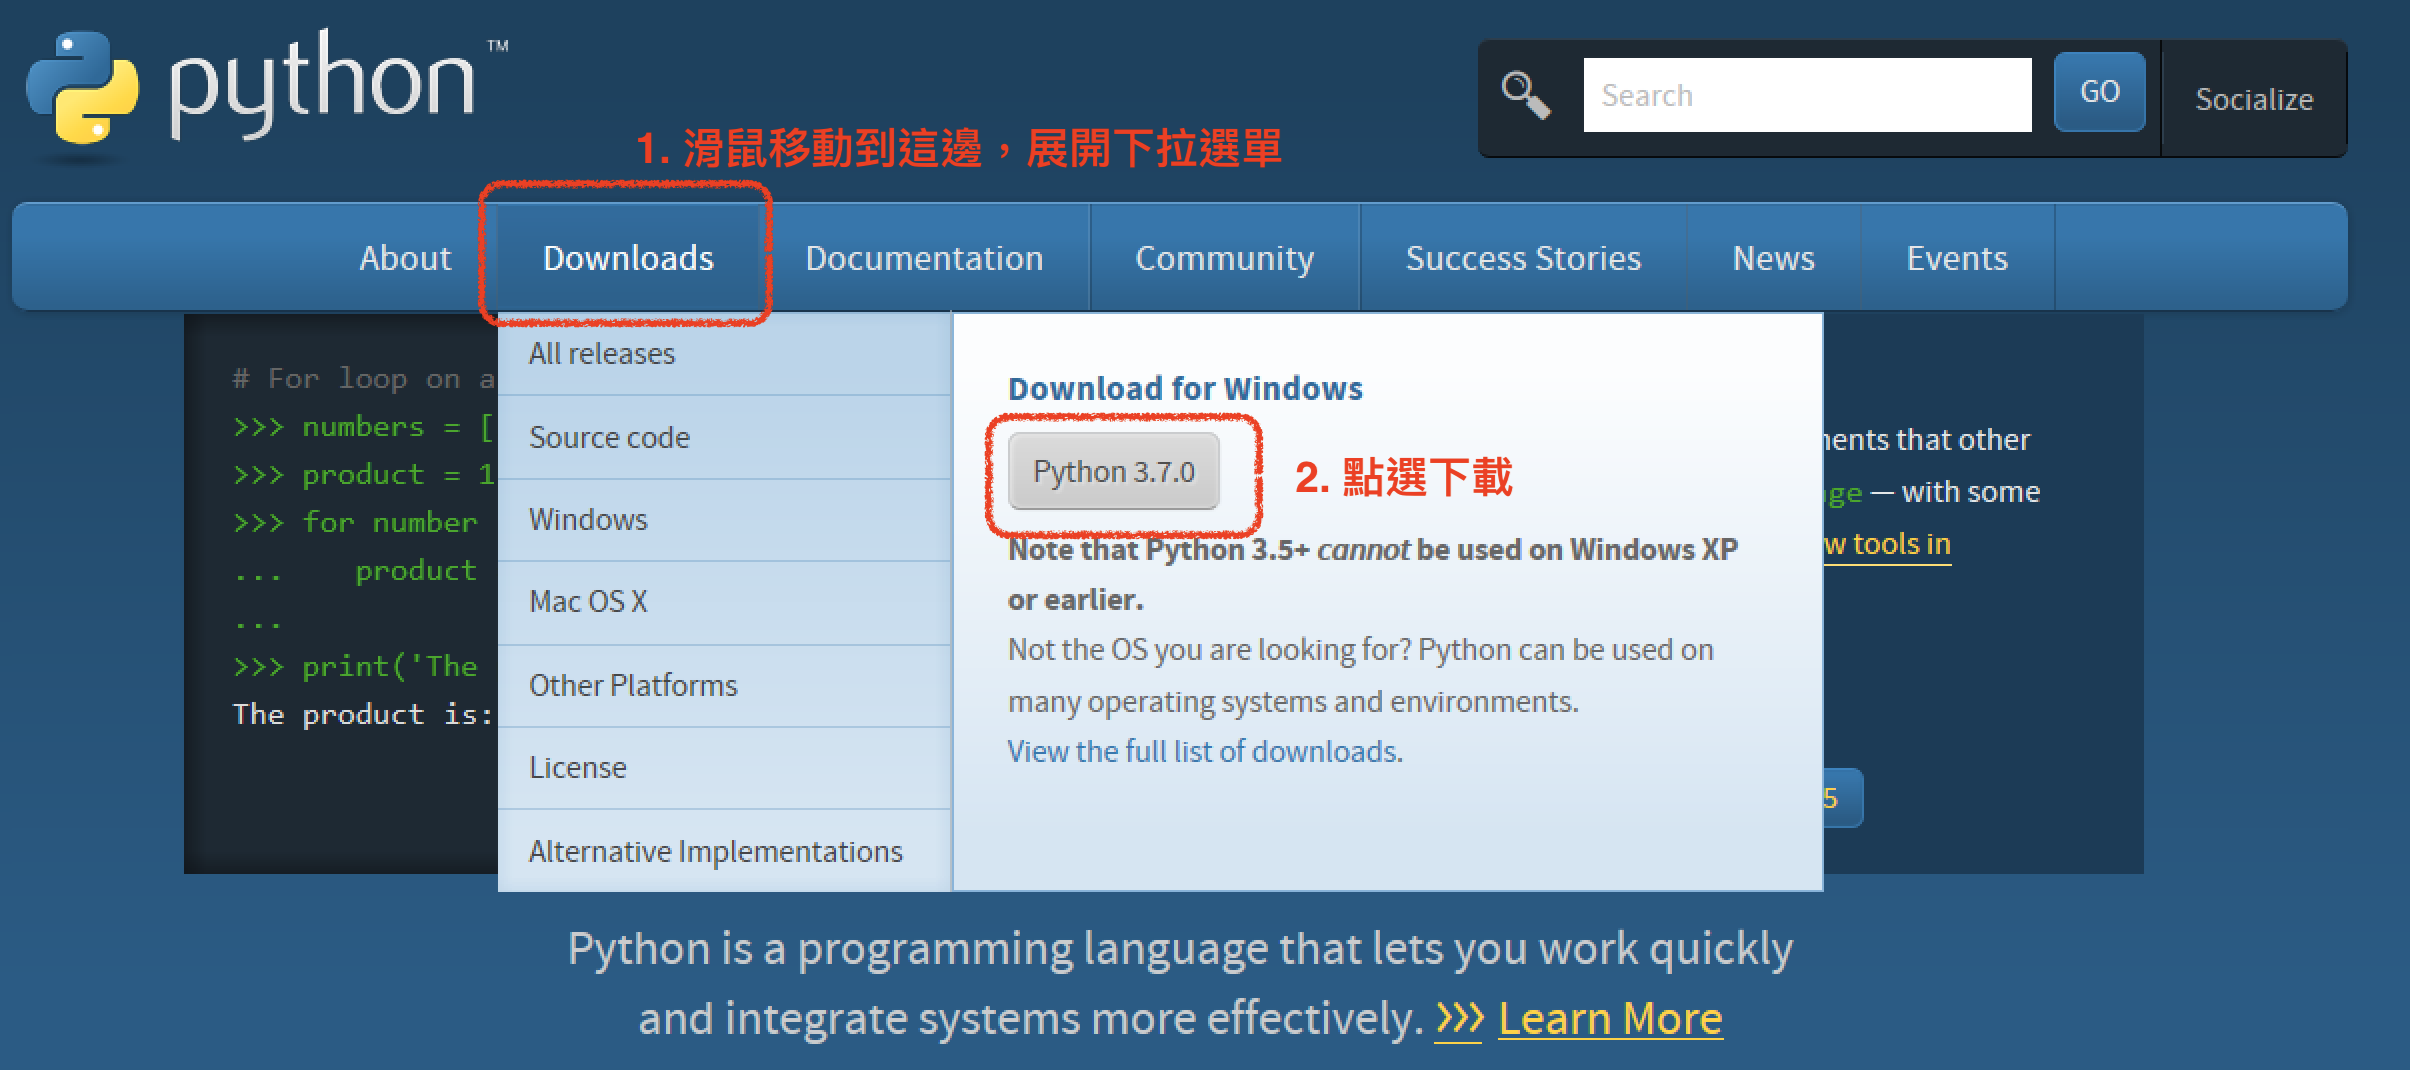 python™
Search
GO
Socialize
1. 滑鼠移動到這邊，展開下拉選單
About
Downloads
Documentation
Community
Success Stories
News
Events
# For loop on a
>>> numbers = [
>>> product = 1
>>> for number
...    product
...
>>> print('The
The product is:
All releases
Source code
Windows
Mac OS X
Other Platforms
License
Alternative Implementations
Download for Windows
Python 3.7.0
2. 點選下載
Note that Python 3.5+ cannot be used on Windows XP
or earlier.
Not the OS you are looking for? Python can be used on
many operating systems and environments.
View the full list of downloads.
ments that other
age — with some
w tools in
5
Python is a programming language that lets you work quickly
and integrate systems more effectively. >>> Learn More